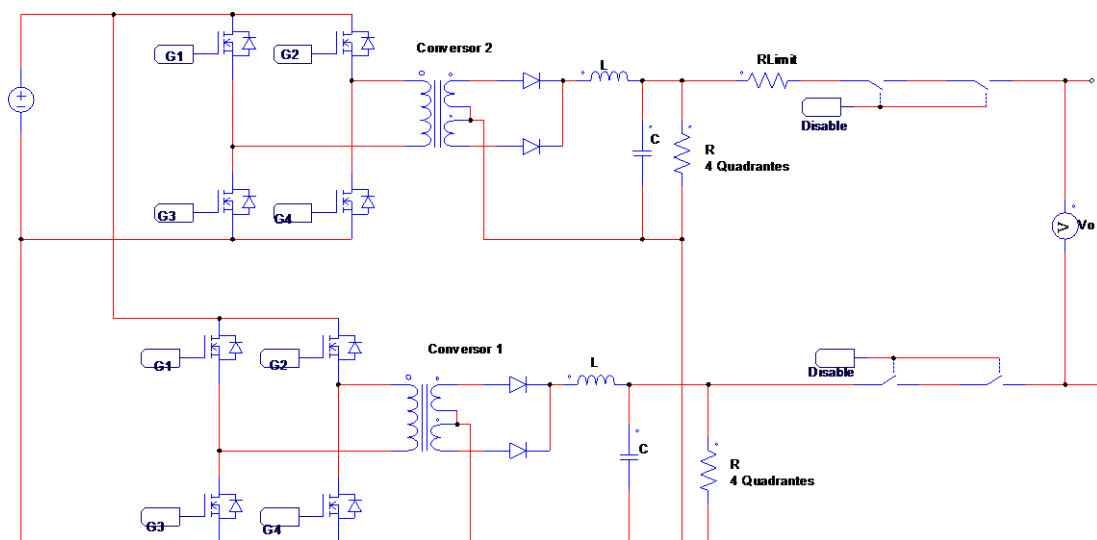 Conversor 2
G1
G2
L
RLimit
Disable
C
R
4 Quadrantes
G3
G4
V
Vo
Conversor 1
G1
G2
L
Disable
C
R
4 Quadrantes
G3
G4